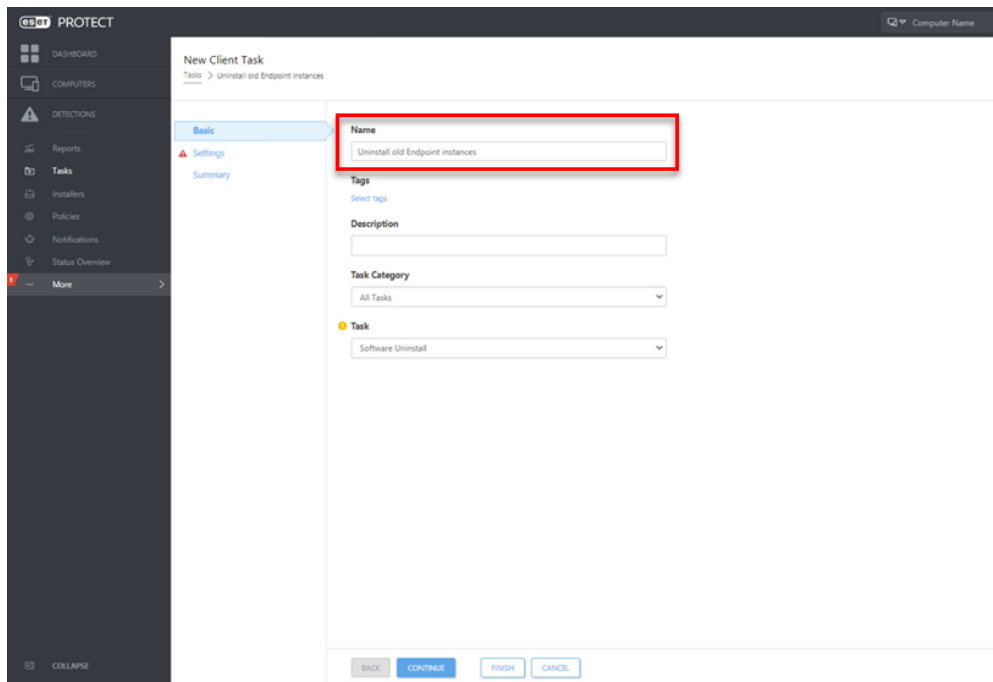 eset PROTECT
Computer Name
DASHBOARD
COMPUTERS
DETECTIONS
Reports
Tasks
Installers
Policies
Notifications
Status Overview
More
COLLAPSE
New Client Task
Tasks > Uninstall old Endpoint Instances
Basic
Settings
Summary
Name
Uninstall old Endpoint instances
Tags
Select tags
Description
Task Category
All Tasks
Task
Software Uninstall
BACK
CONTINUE
FINISH
CANCEL